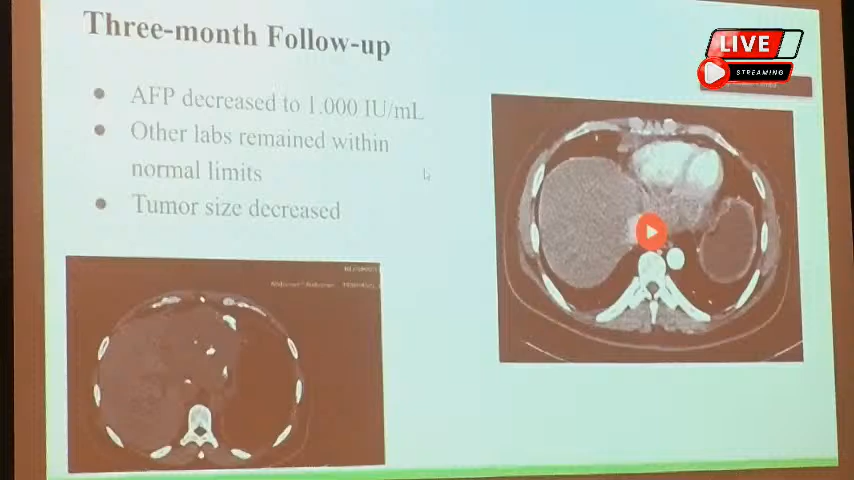 Three-month Follow-up
LIVE
STREAMING
AFP decreased to 1.000 IU/mL
Other labs remained within
normal limits
Tumor size decreased